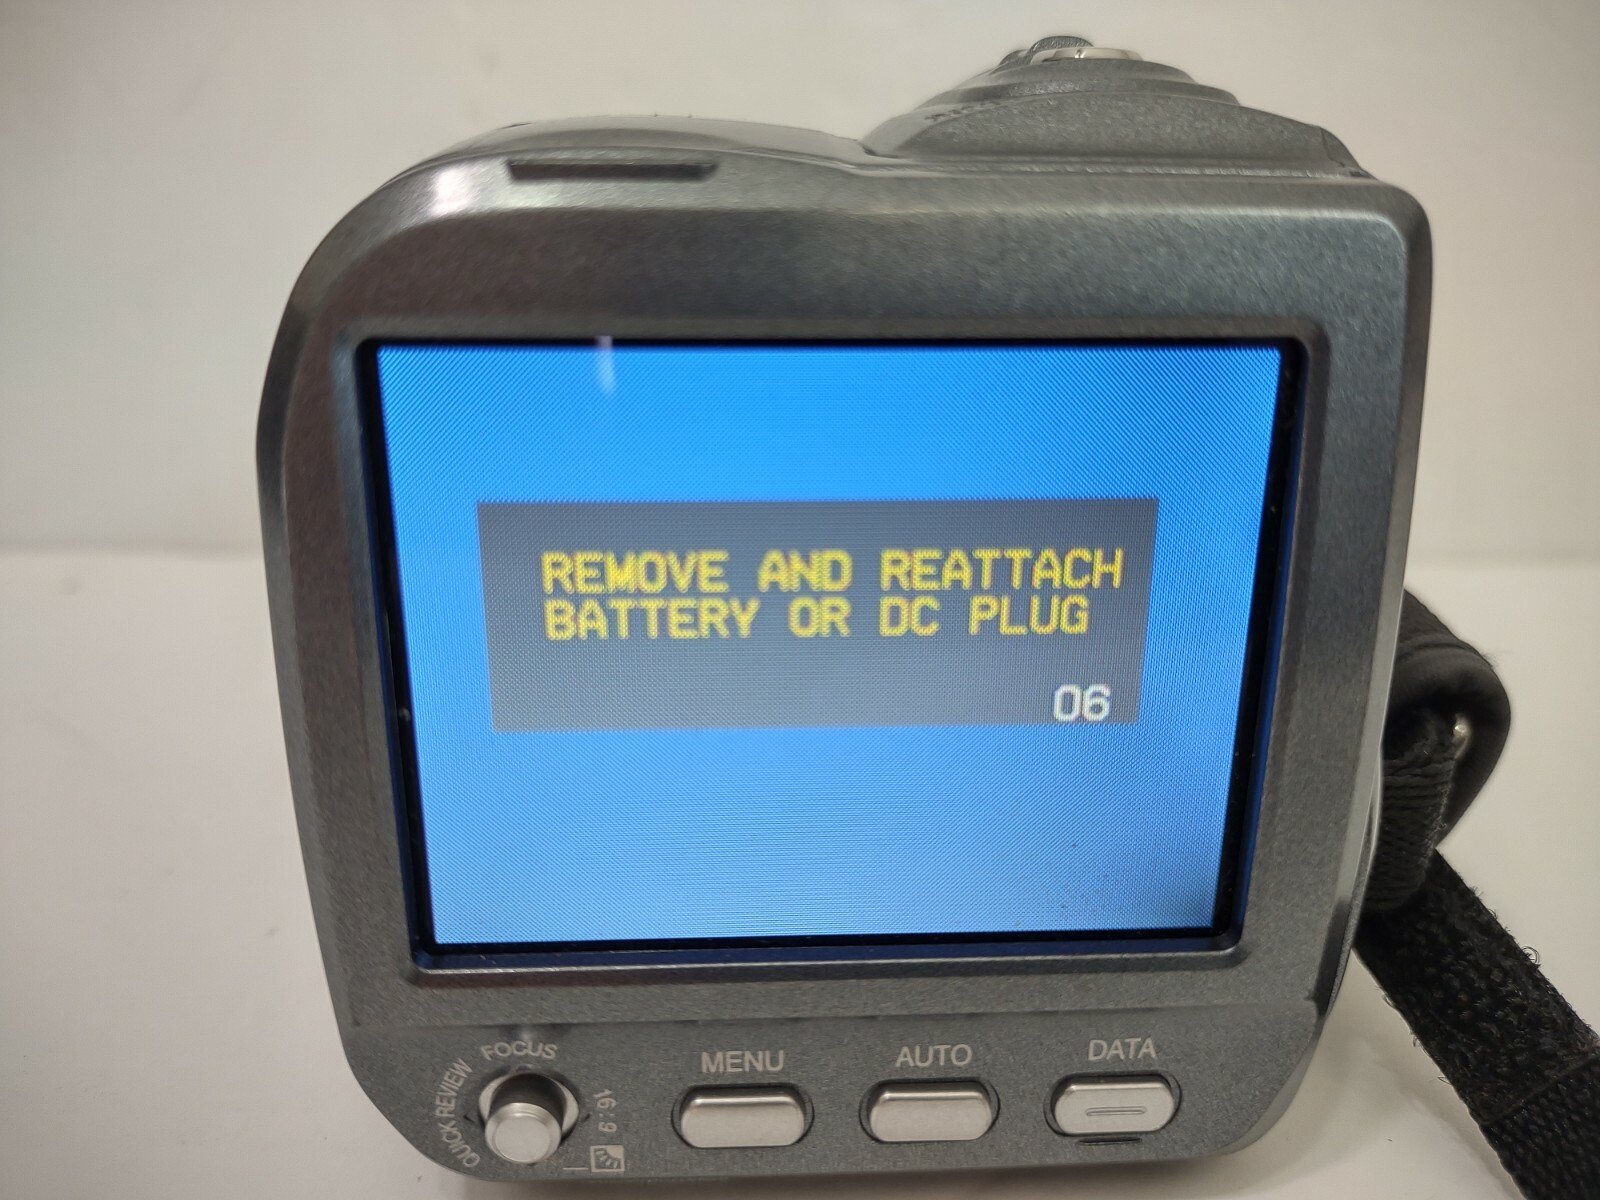 REMOVE AND REATTACH
BATTERY OR DC PLUG
06
FOCUS
QUICK REVIEW
16:9
MENU
AUTO
DATA